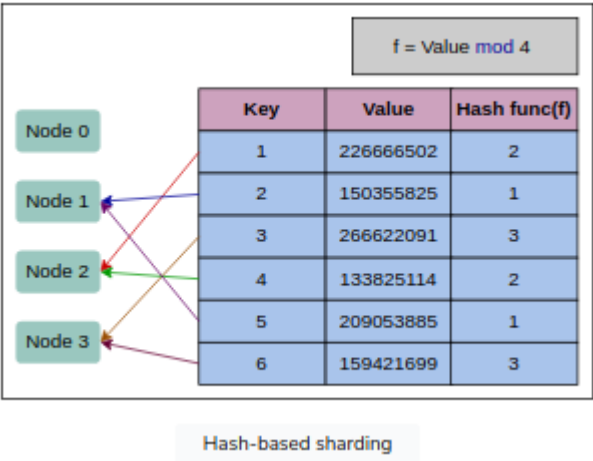 f = Value mod 4
Key Value Hash func(f)
Node 0
1 226666502 2
Node 1
2 150355825 1
3 266622091 3
Node 2
4 133825114 2
5 209053885 1
Node 3
6 159421699 3
Hash-based sharding